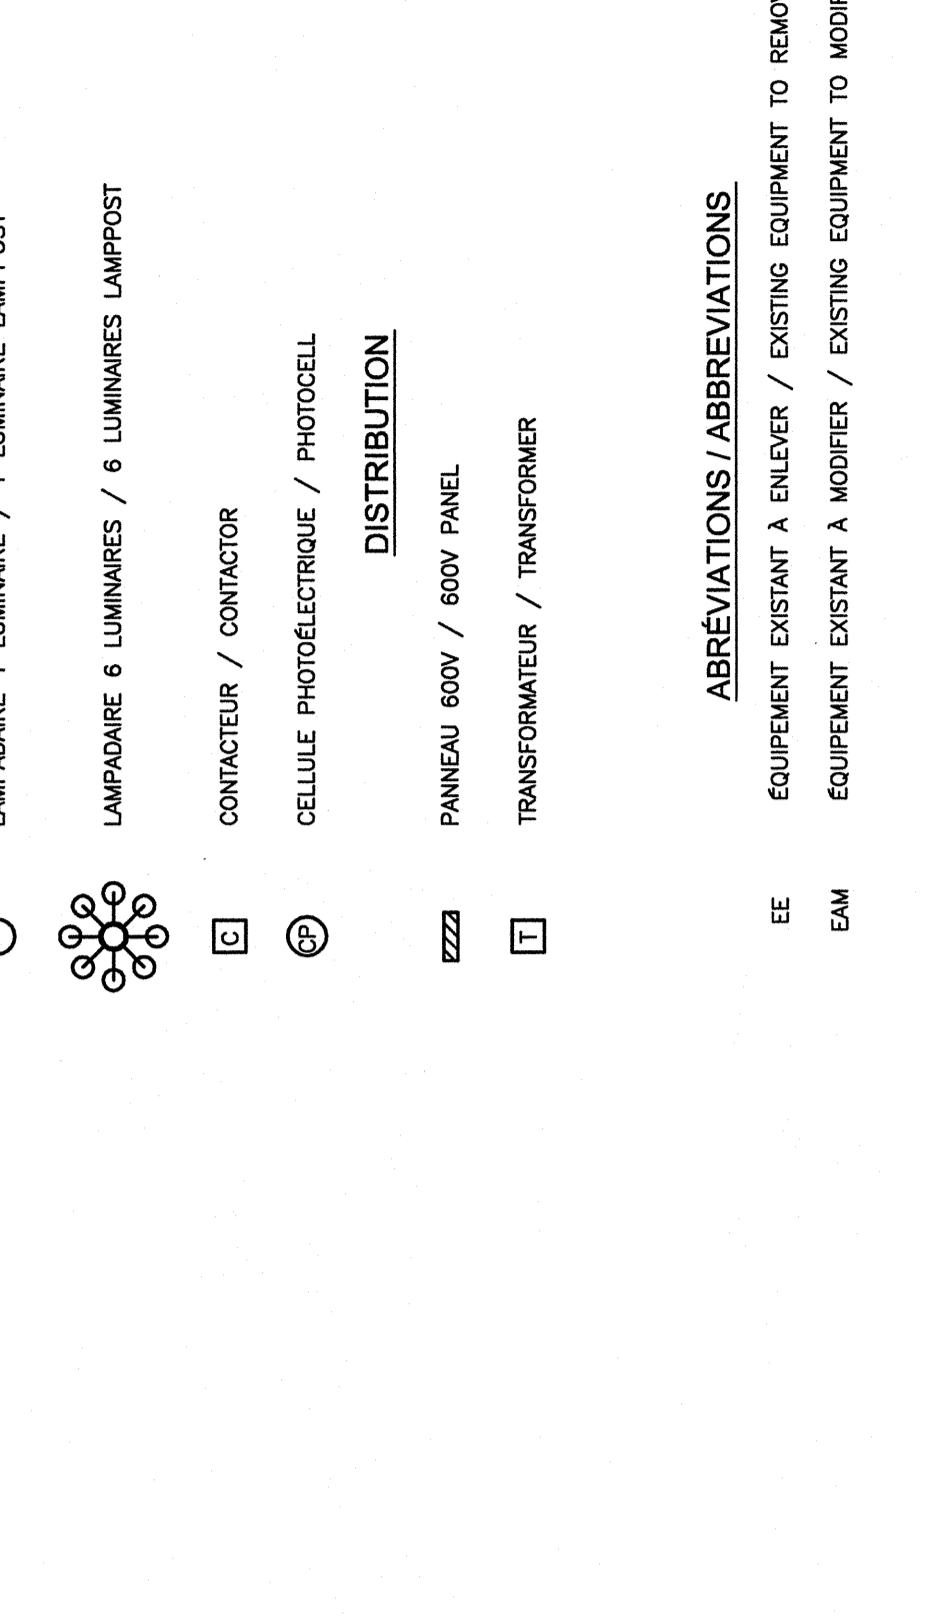 LAMPADAIRE 6 LUMINAIRES / 6 LUMINAIRES LAMPPOST
C CONTACTEUR / CONTACTOR
CP CELLULE PHOTOÉLECTRIQUE / PHOTOCELL
DISTRIBUTION
PANNEAU 600V / 600V PANEL
T TRANSFORMATEUR / TRANSFORMER
ABRÉVIATIONS / ABBREVIATIONS
EE ÉQUIPEMENT EXISTANT À ENLEVER / EXISTING EQUIPMENT TO
EAM ÉQUIPEMENT EXISTANT À MODIFIER / EXISTING EQUIPMENT TO